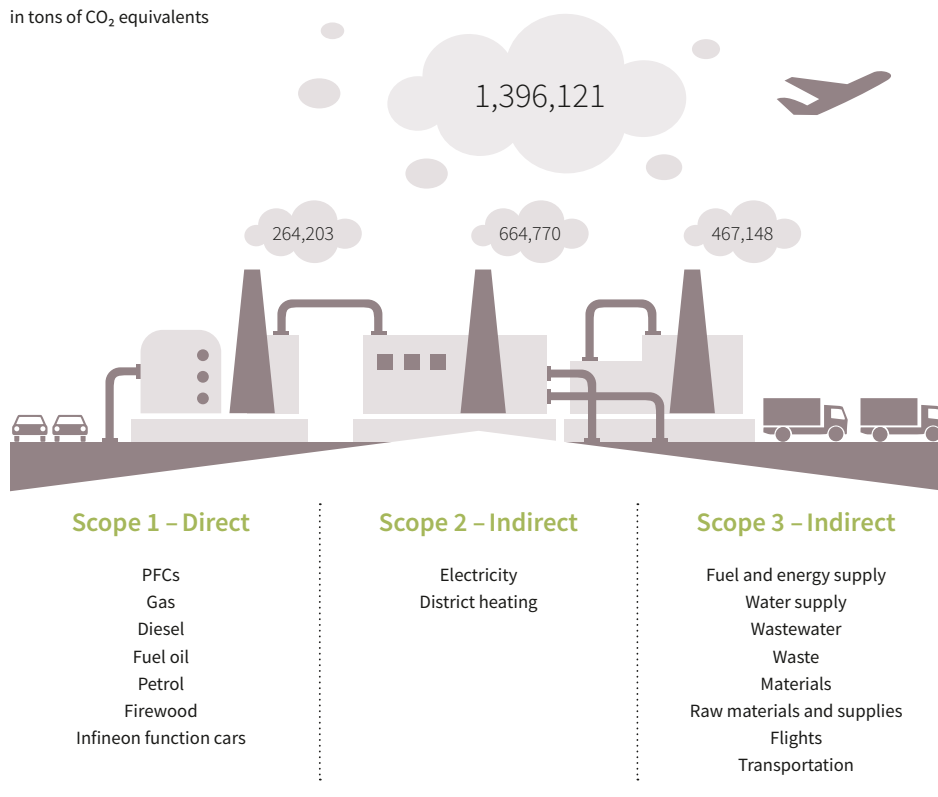 in tons of CO₂ equivalents
1,396,121
264,203
664,770
467,148
Scope 1 – Direct
PFCs
Gas
Diesel
Fuel oil
Petrol
Firewood
Infineon function cars
Scope 2 – Indirect
Electricity
District heating
Scope 3 – Indirect
Fuel and energy supply
Water supply
Wastewater
Waste
Materials
Raw materials and supplies
Flights
Transportation